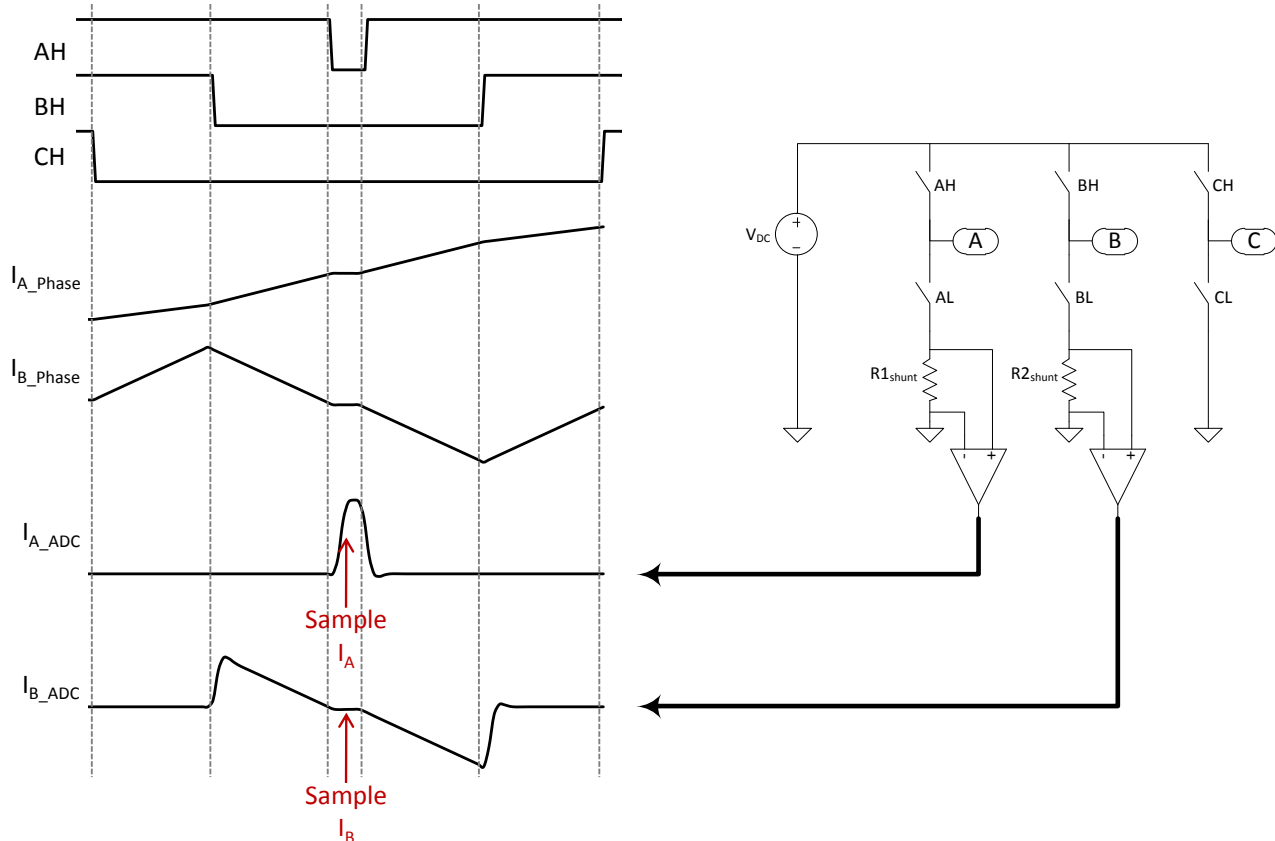 AH
BH
CH
I_A_Phase
I_B_Phase
I_A_ADC
Sample
I_A
I_B_ADC
Sample
I_B
V_DC
+
−
AH
BH
CH
A
B
C
AL
BL
CL
R1_shunt
R2_shunt
- +
- +